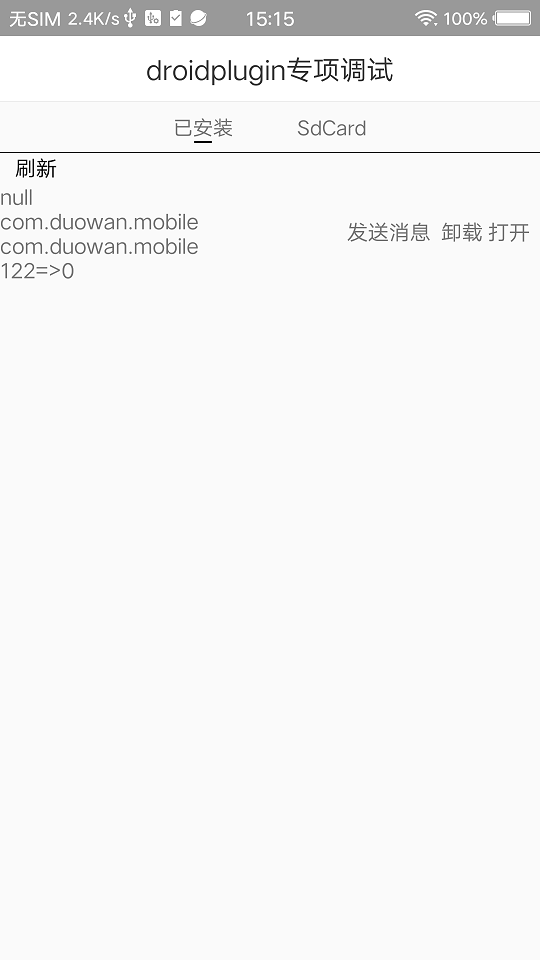 无SIM 2.4K/s 15:15 100%
droidplugin专项调试
已安装 SdCard
刷新
null
com.duowan.mobile
com.duowan.mobile
122=>0
发送消息 卸载 打开